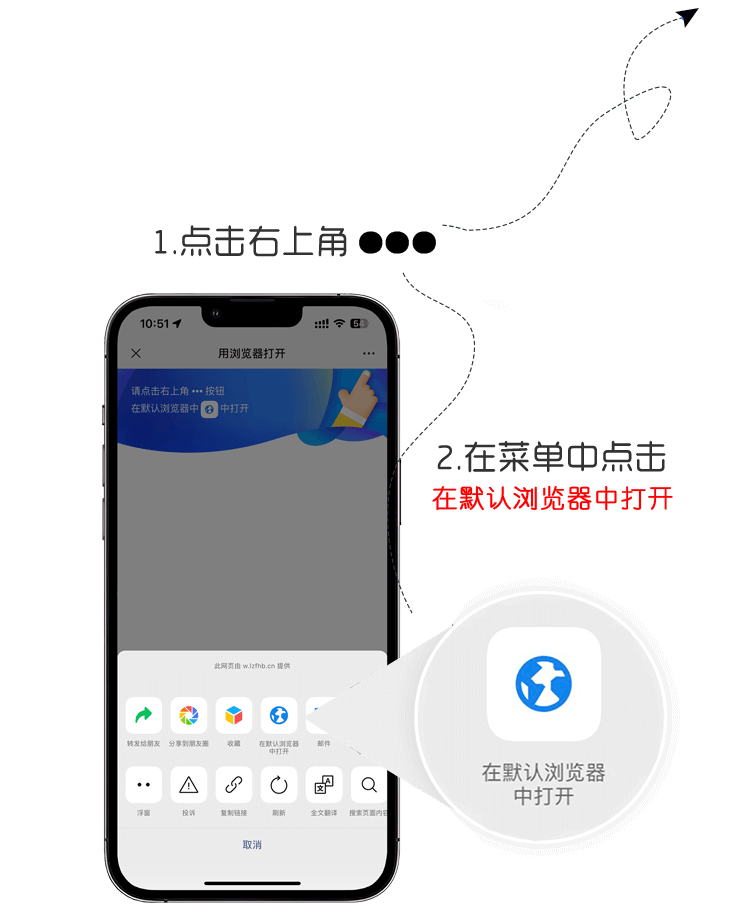 1.点击右上角 ●●●
10:51
54
用浏览器打开
请点击右上角 ••• 按钮
在默认浏览器中 中打开
2.在菜单中点击
在默认浏览器中打开
此网页由 w.lzfhb.cn 提供
转发给朋友
分享到朋友圈
收藏
在默认浏览器
中打开
邮件
在默认浏览器
中打开
浮窗
投诉
复制链接
刷新
全文翻译
搜索页面内容
取消